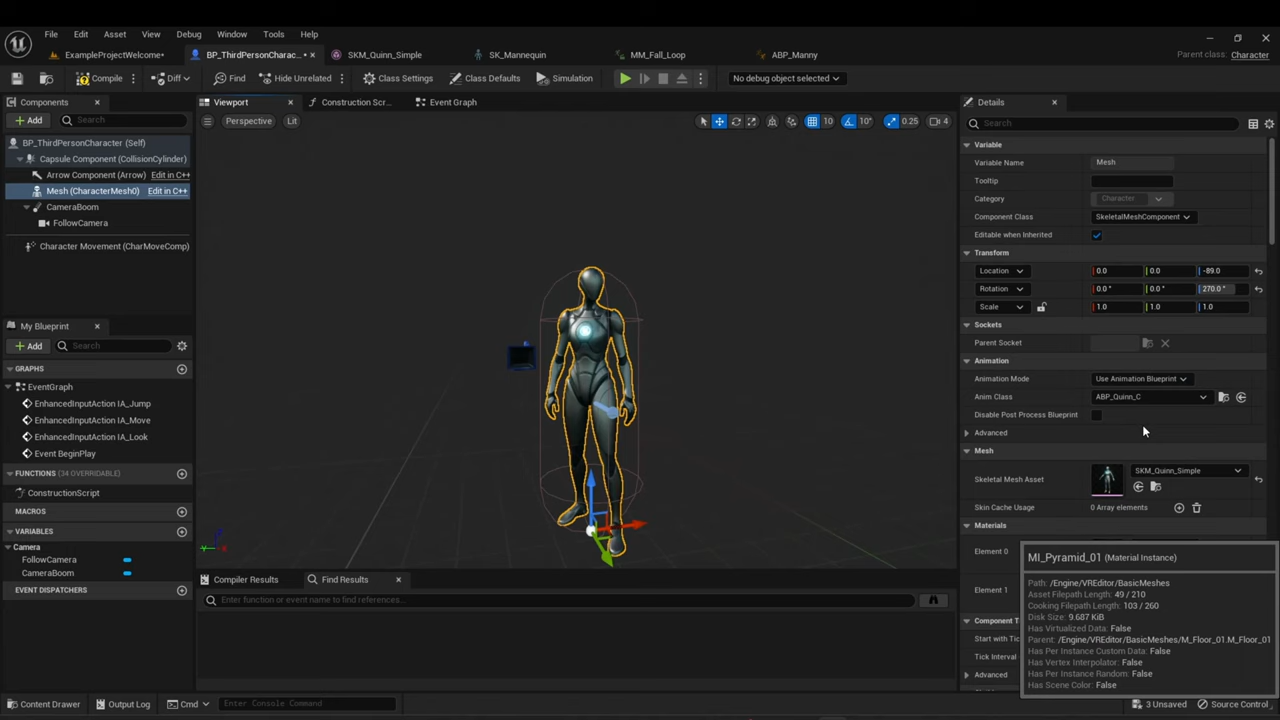 File Edit Asset View Debug Window Tools Help
ExampleProjectWelcome• BP_ThirdPersonCharac...• SKM_Quinn_Simple SK_Mannequin MM_Fall_Loop ABP_Manny
Parent class: Character
Compile Diff Find Hide Unrelated Class Settings Class Defaults Simulation No debug object selected
Components
Add Search
BP_ThirdPersonCharacter (Self)
Capsule Component (CollisionCylinder)
Arrow Component (Arrow) Edit in C++
Mesh (CharacterMesh0) Edit in C++
CameraBoom
FollowCamera
Character Movement (CharMoveComp)
My Blueprint
Add Search
GRAPHS
EventGraph
EnhancedInputAction IA_Jump
EnhancedInputAction IA_Move
EnhancedInputAction IA_Look
Event BeginPlay
FUNCTIONS (34 OVERRIDABLE)
ConstructionScript
MACROS
VARIABLES
Camera
FollowCamera
CameraBoom
EVENT DISPATCHERS
Viewport Construction Scr... Event Graph
Perspective Lit 10 10° 0.25 4
Compiler Results Find Results
Enter function or event name to find references...
Details
Search
Variable
Variable Name Mesh
Tooltip
Category Character
Component Class SkeletalMeshComponent
Editable when Inherited
Transform
Location 0.0 0.0 -89.0
Rotation 0.0 ° 0.0 ° 270.0 °
Scale 1.0 1.0 1.0
Sockets
Parent Socket
Animation
Animation Mode Use Animation Blueprint
Anim Class ABP_Quinn_C
Disable Post Process Blueprint
Advanced
Mesh
Skeletal Mesh Asset SKM_Quinn_Simple
Skin Cache Usage 0 Array elements
Materials
Element 0
Element 1
Component T
Start with Tic
Tick Interval
Advanced
MI_Pyramid_01 (Material Instance)
Path: /Engine/VREditor/BasicMeshes
Asset Filepath Length: 49 / 210
Cooking Filepath Length: 103 / 260
Disk Size: 9.687 KiB
Has Virtualized Data: False
Parent: /Engine/VREditor/BasicMeshes/M_Floor_01.M_Floor_01
Has Per Instance Custom Data: False
Has Vertex Interpolator: False
Has Per Instance Random: False
Has Scene Color: False
Content Drawer Output Log Cmd Enter Console Command 3 Unsaved Source Control